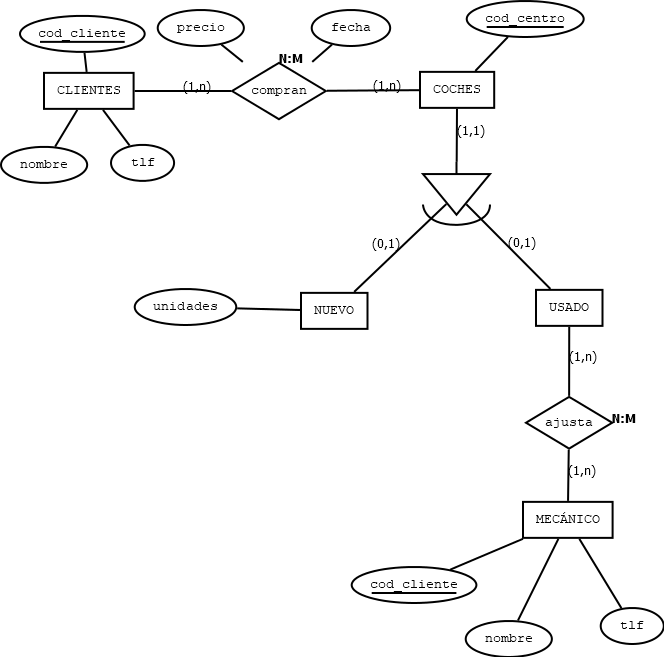 cod_centro
cod_cliente
precio
fecha
N:M
CLIENTES
(1,n)
compran
(1,n)
COCHES
(1,1)
nombre
tlf
(0,1)
(0,1)
unidades
NUEVO
USADO
(1,n)
ajusta
N:M
(1,n)
MECÁNICO
cod_cliente
nombre
tlf